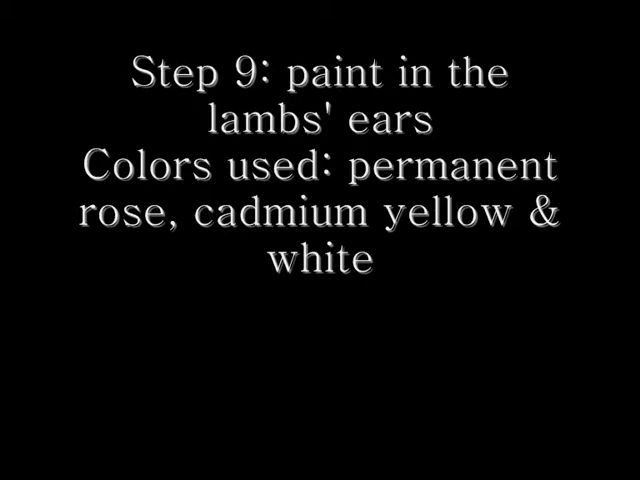 Step 9: paint in the
lambs' ears
Colors used: permanent
rose, cadmium yellow &
white